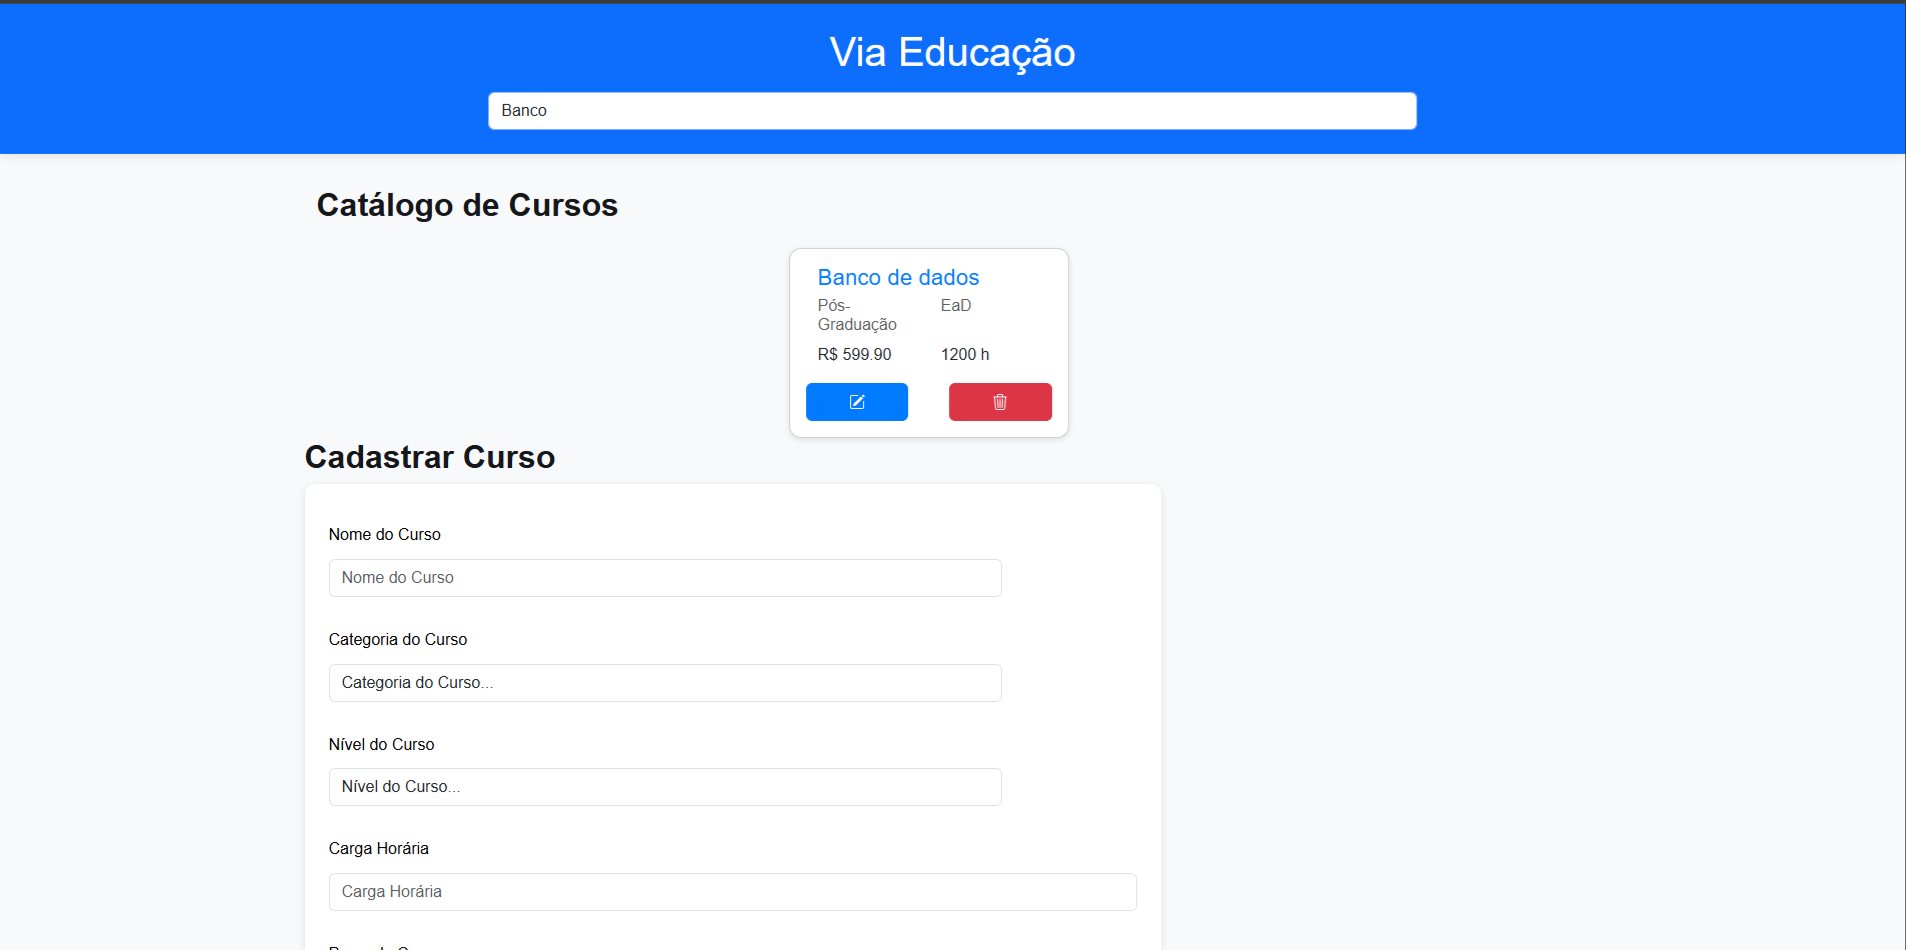 Via Educação
Banco
Catálogo de Cursos
Banco de dados
Pós-
Graduação
EaD
R$ 599.90
1200 h
Cadastrar Curso
Nome do Curso
Nome do Curso
Categoria do Curso
Categoria do Curso...
Nível do Curso
Nível do Curso...
Carga Horária
Carga Horária